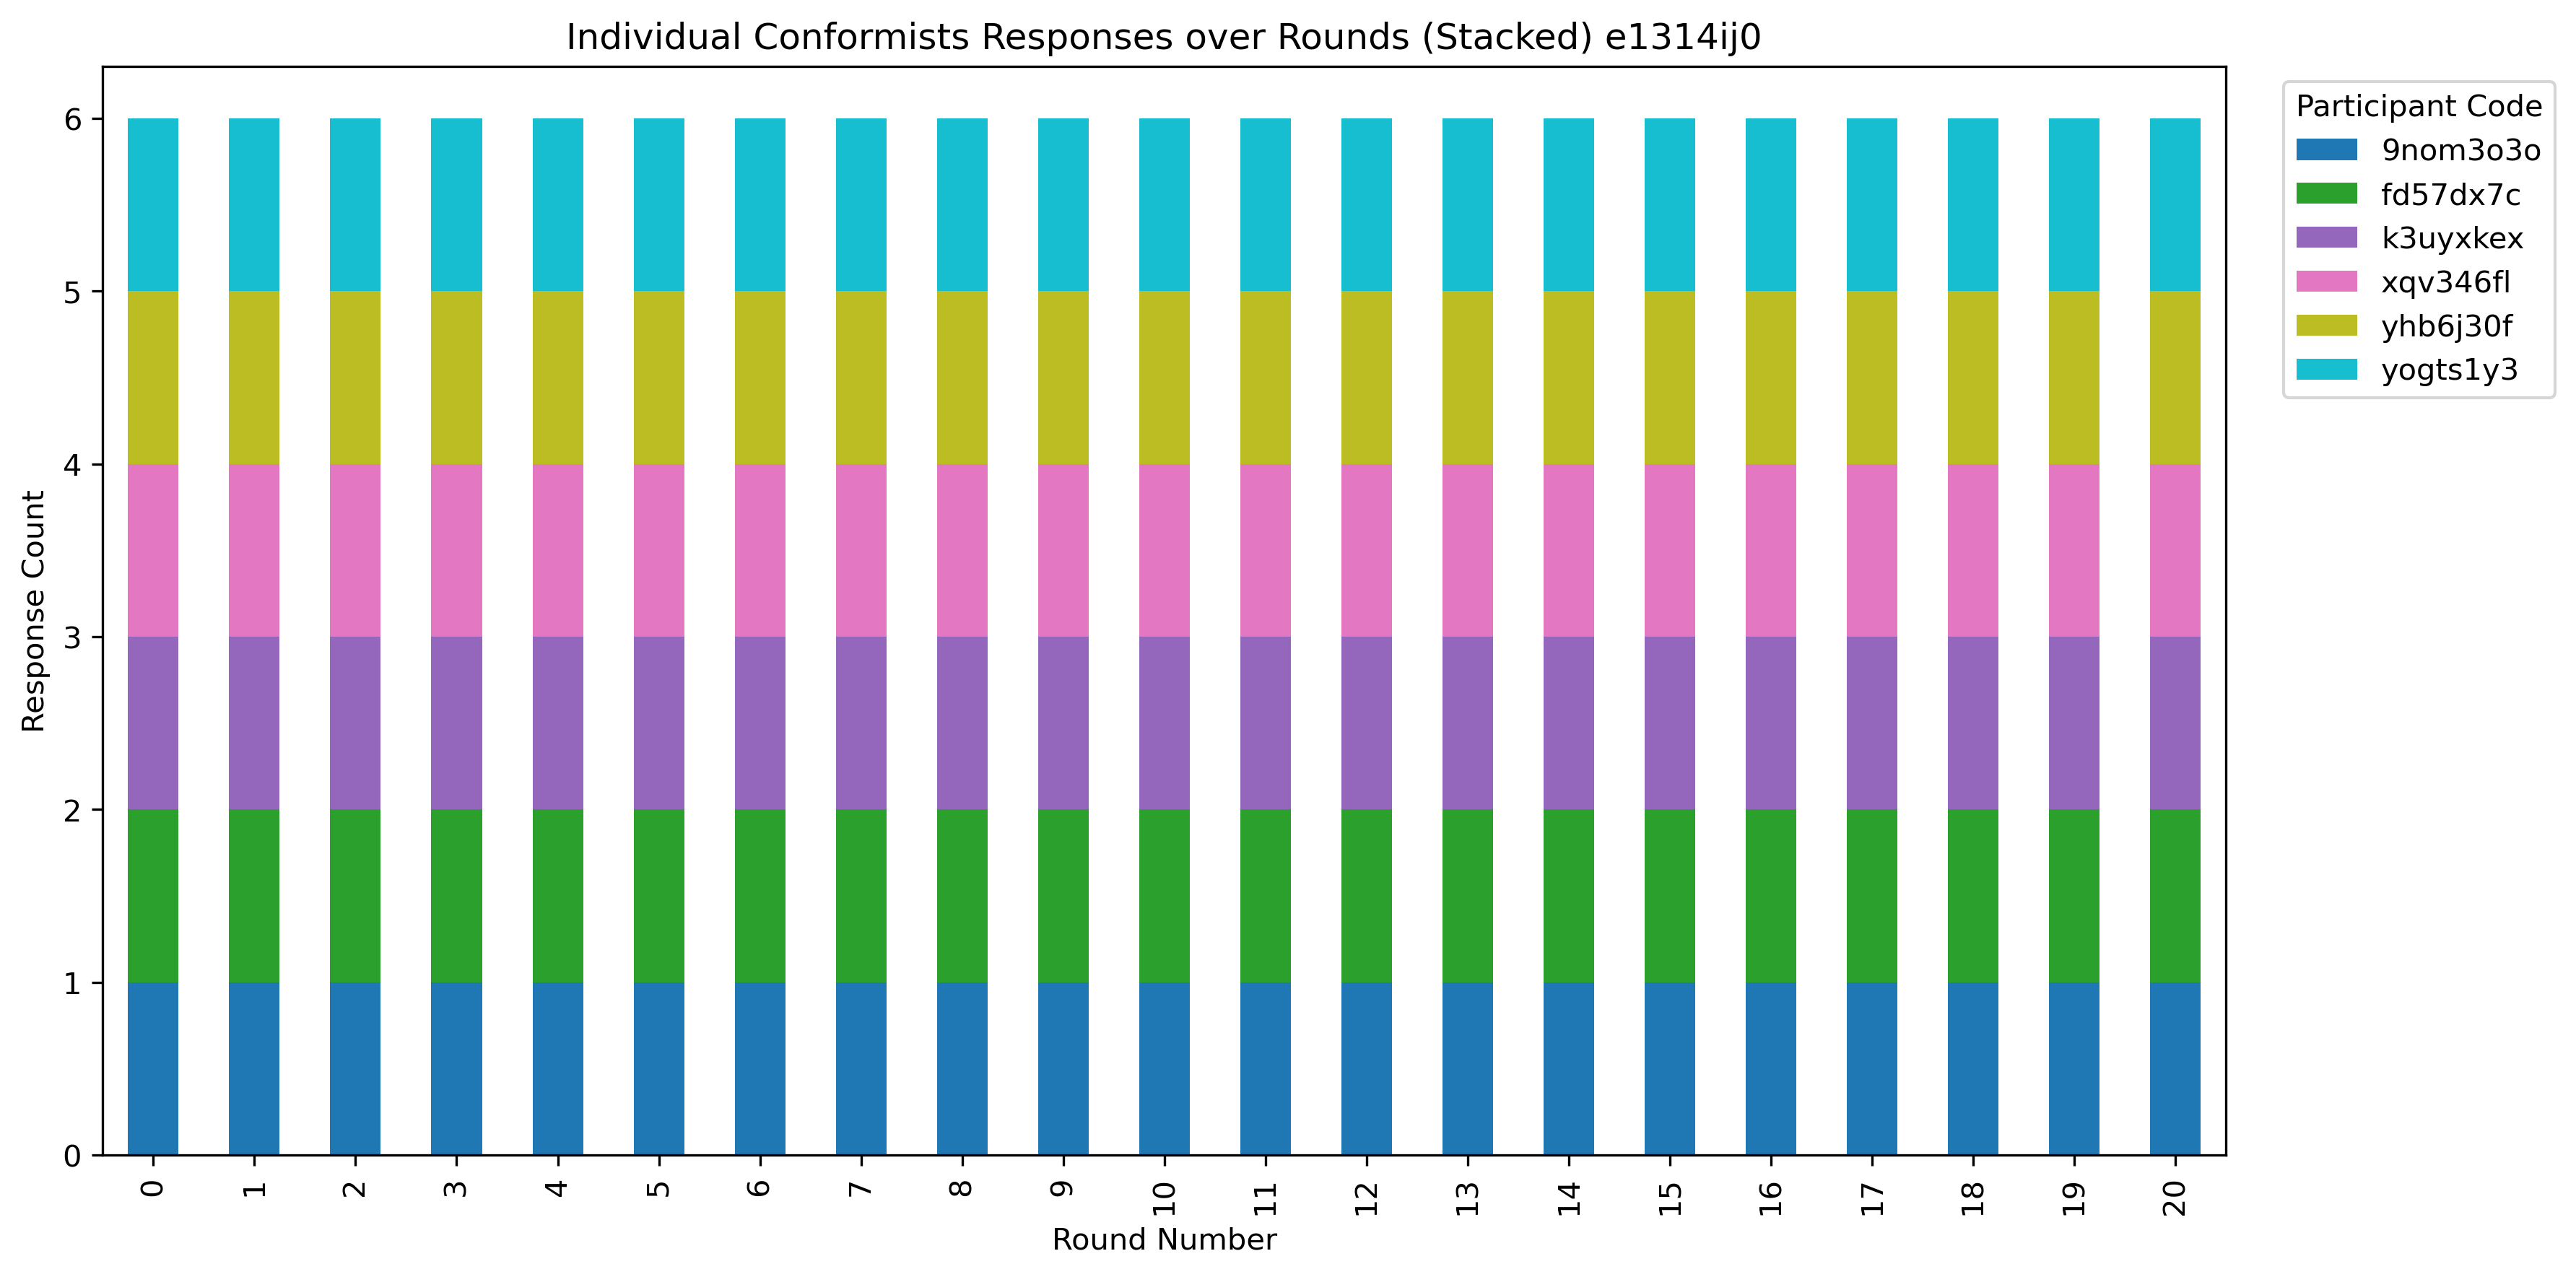 Individual Conformists Responses over Rounds (Stacked) e1314ij0
Response Count
6
5
4
3
2
1
0
0 1 2 3 4 5 6 7 8 9 10 11 12 13 14 15 16 17 18 19 20
Round Number
Participant Code
9nom3o3o
fd57dx7c
k3uyxkex
xqv346fl
yhb6j30f
yogts1y3